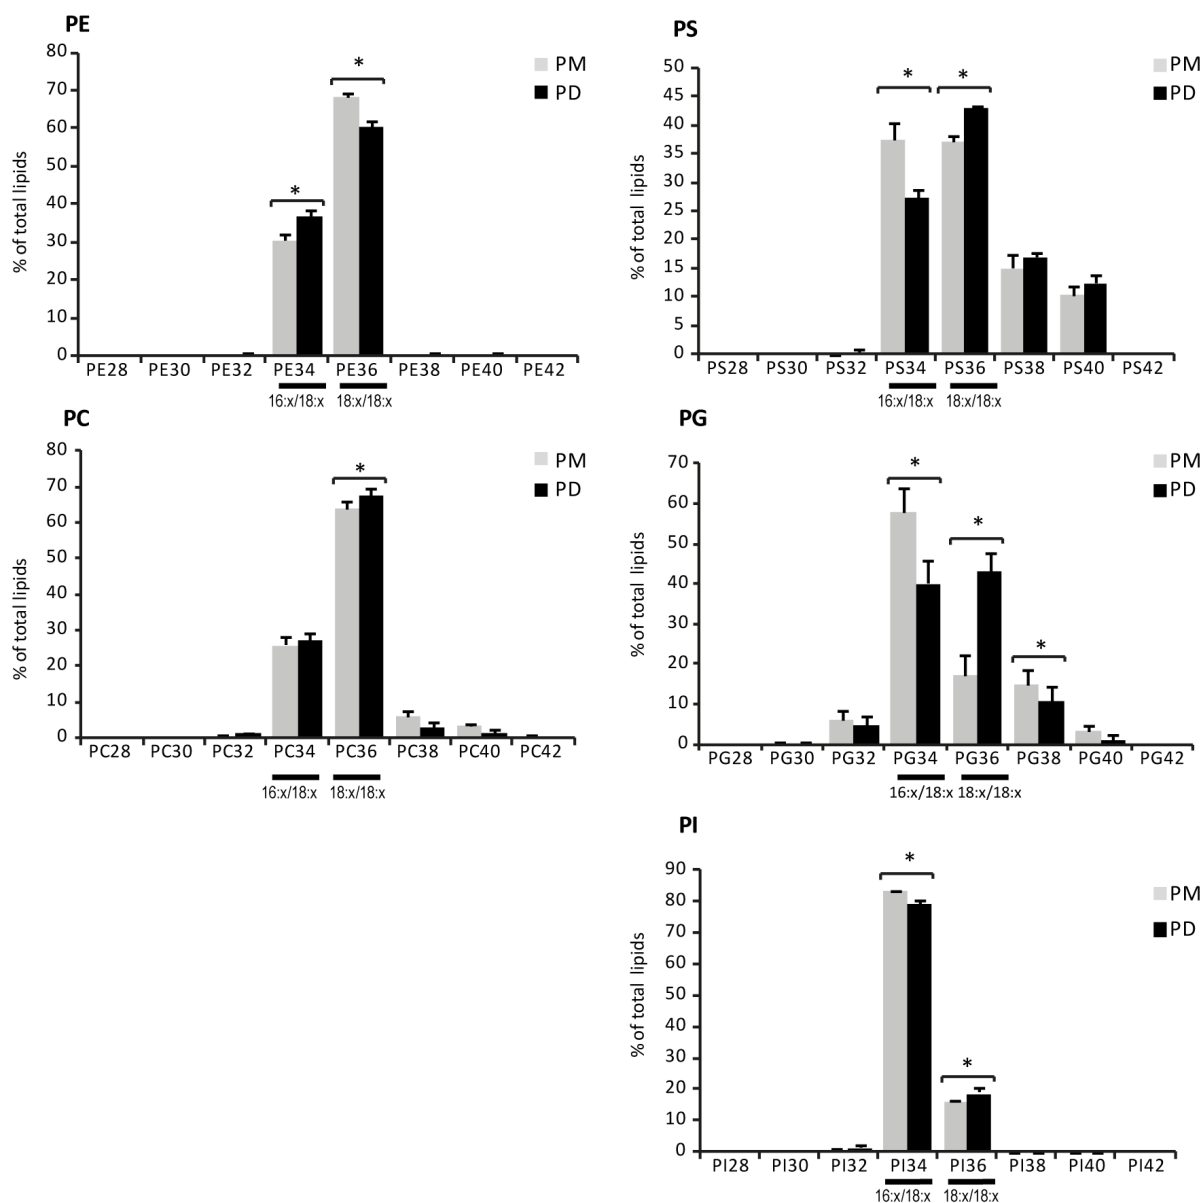 PE
80
70
60
50
40
30
20
10
0
% of total lipids
PM
PD
*
*
PE28 PE30 PE32 PE34 PE36 PE38 PE40 PE42
16:x/18:x 18:x/18:x
PS
50
45
40
35
30
25
20
15
10
5
0
% of total lipids
PM
PD
* *
PS28 PS30 PS32 PS34 PS36 PS38 PS40 PS42
16:x/18:x 18:x/18:x
PC
80
70
60
50
40
30
20
10
0
% of total lipids
PM
PD
*
PC28 PC30 PC32 PC34 PC36 PC38 PC40 PC42
16:x/18:x 18:x/18:x
PG
70
60
50
40
30
20
10
0
% of total lipids
PM
PD
*
*
*
PG28 PG30 PG32 PG34 PG36 PG38 PG40 PG42
16:x/18:x 18:x/18:x
PI
90
80
70
60
50
40
30
20
10
0
% of total lipids
PM
PD
*
*
PI28 PI30 PI32 PI34 PI36 PI38 PI40 PI42
16:x/18:x 18:x/18:x